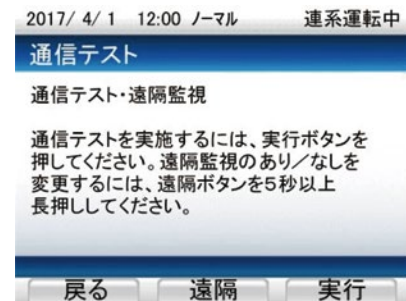 2017/ 4/ 1 12:00 ノーマル 連系運転中
通信テスト
通信テスト・遠隔監視
通信テストを実施するには、実行ボタンを
押してください。遠隔監視のあり／なしを
変更するには、遠隔ボタンを5秒以上
長押ししてください。
戻る 遠隔 実行